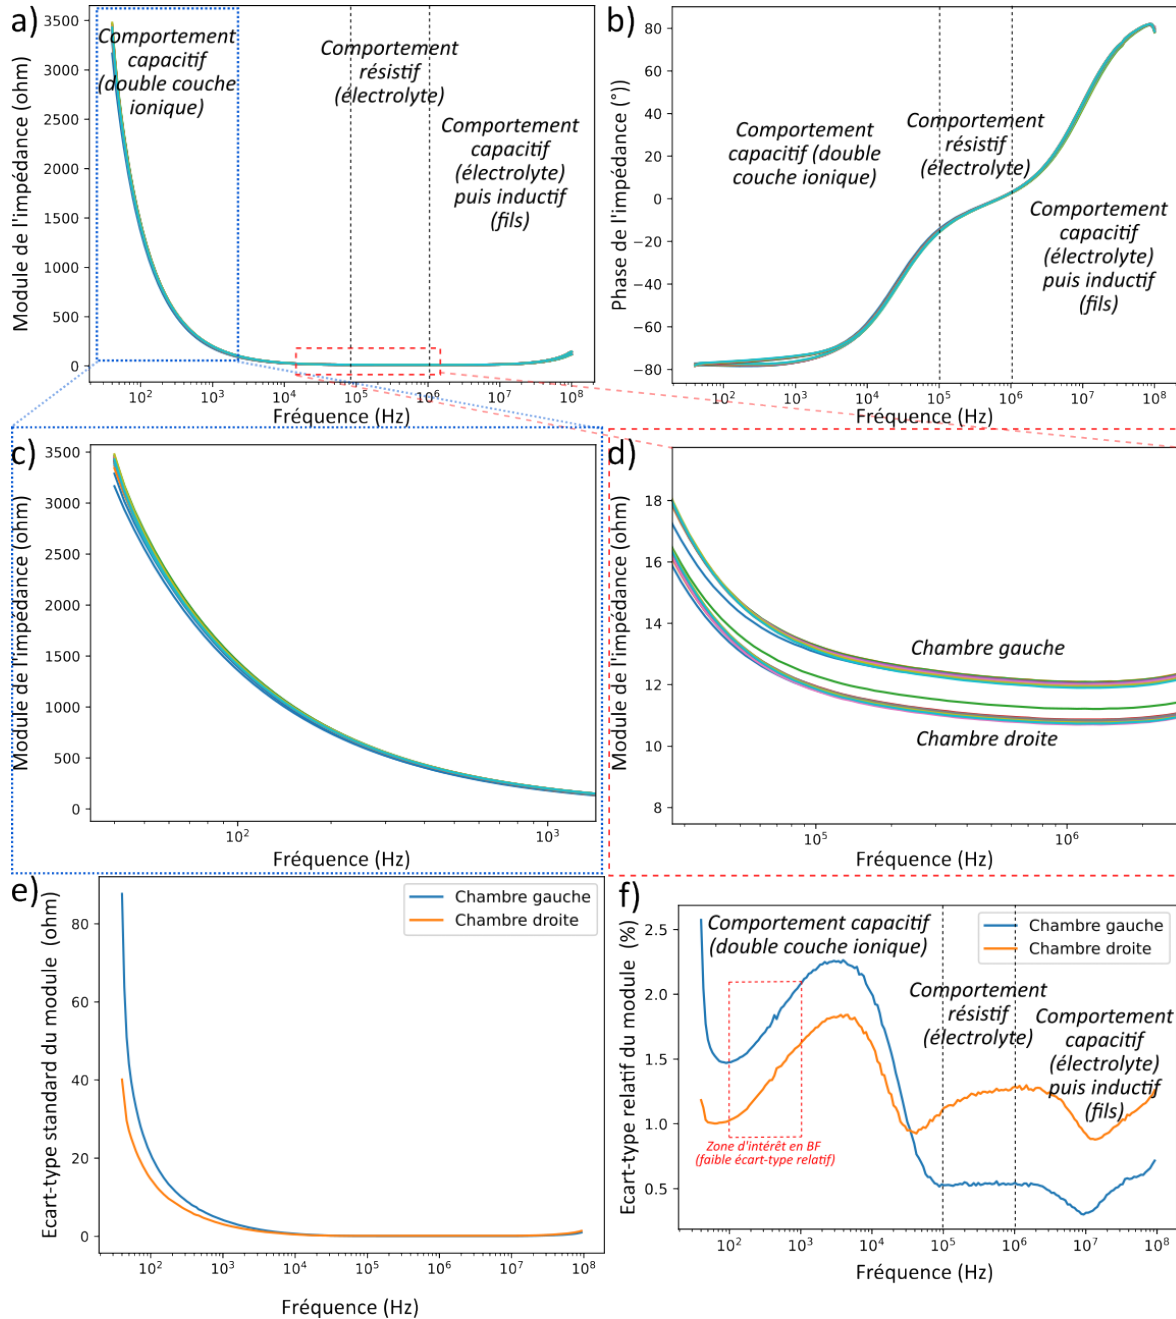 a)
Module de l'impédance (ohm)
3500
3000
2500
2000
1500
1000
500
0
Comportement
capacitif
(double couche
ionique)
Comportement
résistif
(électrolyte)
Comportement
capacitif
(électrolyte)
puis inductif
(fils)
10² 10³ 10⁴ 10⁵ 10⁶ 10⁷ 10⁸
Fréquence (Hz)
b)
Phase de l'impédance (°))
80
60
40
20
0
−20
−40
−60
−80
Comportement
capacitif (double
couche ionique)
Comportement
résistif
(électrolyte)
Comportement
capacitif
(électrolyte)
puis inductif
(fils)
10² 10³ 10⁴ 10⁵ 10⁶ 10⁷ 10⁸
Fréquence (Hz)
c)
Module de l'impédance (ohm)
3500
3000
2500
2000
1500
1000
500
0
10² 10³
Fréquence (Hz)
d)
Module de l'impédance (ohm)
18
16
14
12
10
8
Chambre gauche
Chambre droite
10⁵ 10⁶
Fréquence (Hz)
e)
Ecart-type standard du module (ohm)
80
60
40
20
0
Chambre gauche
Chambre droite
10² 10³ 10⁴ 10⁵ 10⁶ 10⁷ 10⁸
Fréquence (Hz)
f)
Ecart-type relatif du module (%)
2.5
2.0
1.5
1.0
0.5
Comportement capacitif
(double couche ionique)
Chambre gauche
Chambre droite
Comportement
résistif
(électrolyte)
Comportement
capacitif
(électrolyte)
puis inductif
(fils)
Zone d'intérêt en BF
(faible écart-type relatif)
10² 10³ 10⁴ 10⁵ 10⁶ 10⁷ 10⁸
Fréquence (Hz)